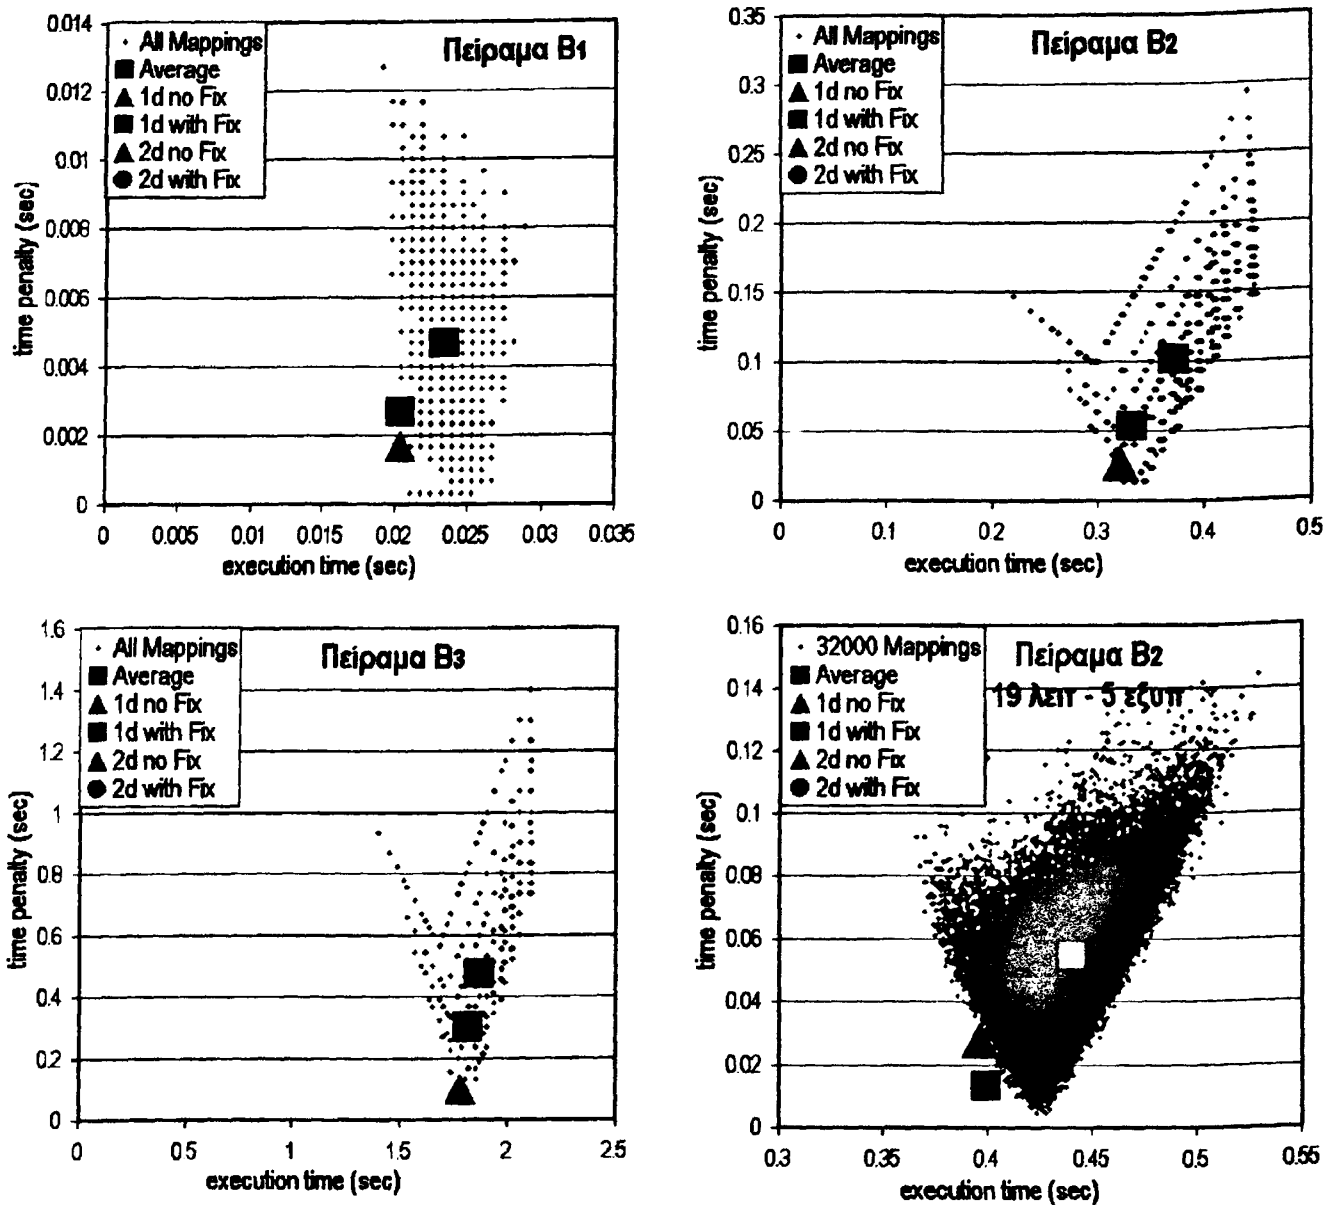 Πείραμα Β1
All Mappings
Average
1d no Fix
1d with Fix
2d no Fix
2d with Fix
time penalty (sec)
0.014
0.012
0.01
0.008
0.006
0.004
0.002
0
0 0.005 0.01 0.015 0.02 0.025 0.03 0.035
execution time (sec)
Πείραμα Β2
All Mappings
Average
1d no Fix
1d with Fix
2d no Fix
2d with Fix
time penalty (sec)
0.35
0.3
0.25
0.2
0.15
0.1
0.05
0
0 0.1 0.2 0.3 0.4 0.5
execution time (sec)
Πείραμα Β3
All Mappings
Average
1d no Fix
1d with Fix
2d no Fix
2d with Fix
time penalty (sec)
1.6
1.4
1.2
1
0.8
0.6
0.4
0.2
0
0 0.5 1 1.5 2 2.5
execution time (sec)
Πείραμα Β2
19 λειτ - 5 εξυπ
32000 Mappings
Average
1d no Fix
1d with Fix
2d no Fix
2d with Fix
time penalty (sec)
0.16
0.14
0.12
0.1
0.08
0.06
0.04
0.02
0
0.3 0.35 0.4 0.45 0.5 0.55
execution time (sec)